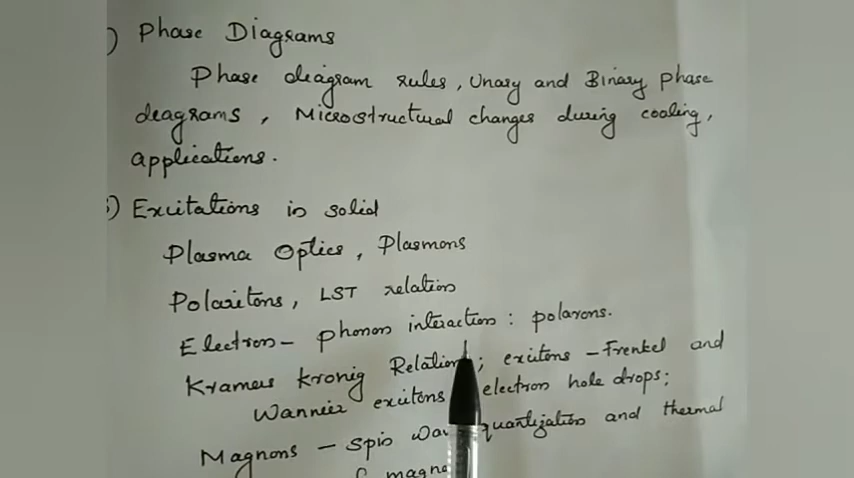 ) Phase Diagrams
Phase diagram rules, Unary and Binary phase
diagrams, Microstructural changes during cooling,
applications.
) Excitations in solid
Plasma Optics, Plasmons
Polaritons, LST relation
Electron - phonon interaction: polarons.
Kramers Kronig Relation; excitons - Frenkel and
Wannier excitons electron hole drops;
Magnons - Spin quantization and thermal